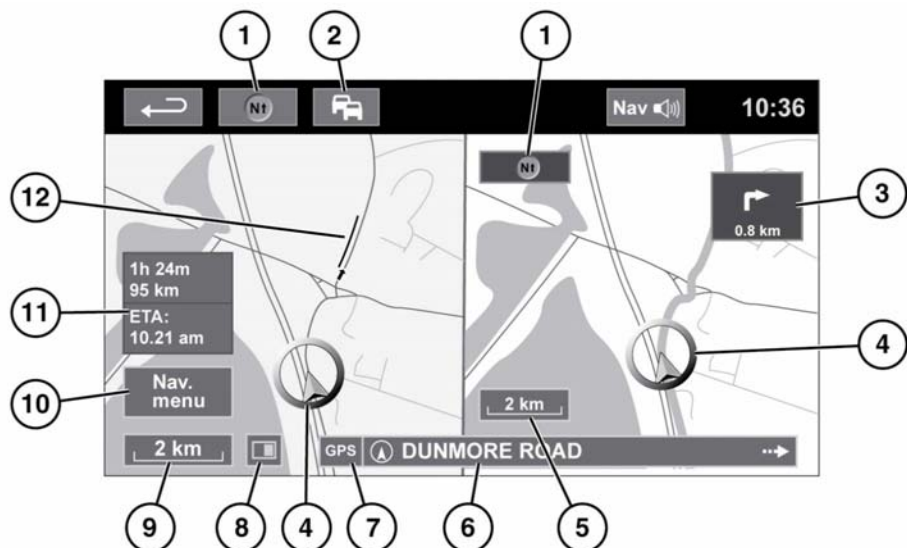 1
2
1
Nt
Nav
10:36
Nt
3
0.8 km
12
1h 24m
95 km
ETA:
10.21 am
11
4
Nav.
menu
10
2 km
2 km
GPS
DUNMORE ROAD
9
8
4
7
6
5